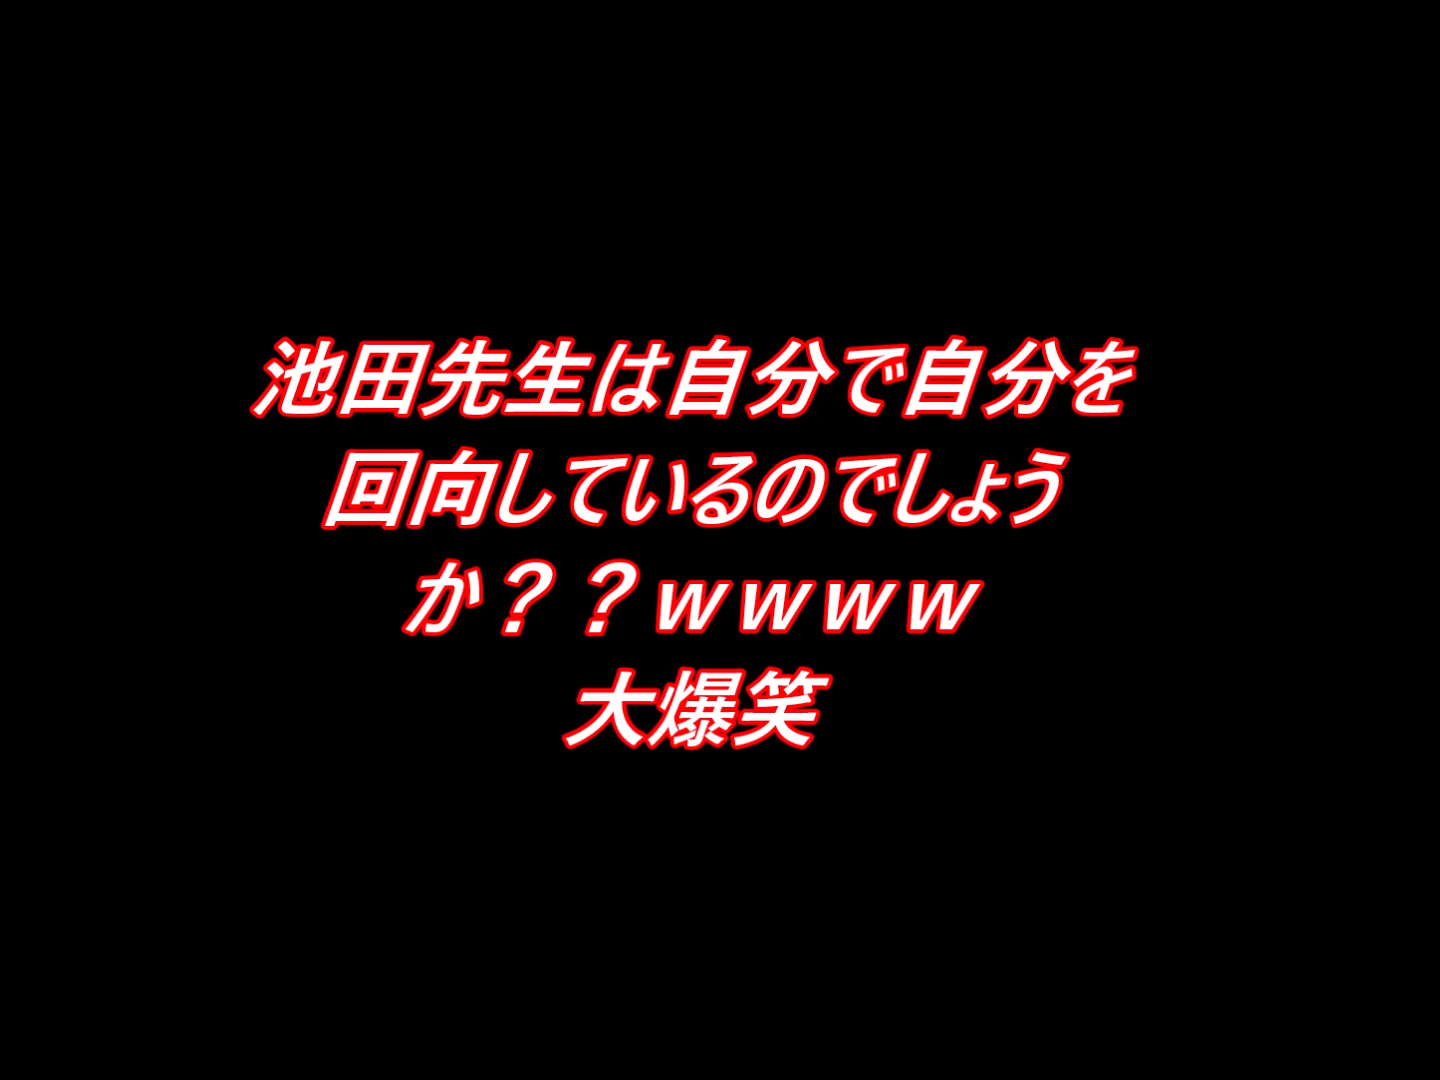 池田先生は自分で自分を
回向しているのでしょう
か？？ｗｗｗｗ
大爆笑